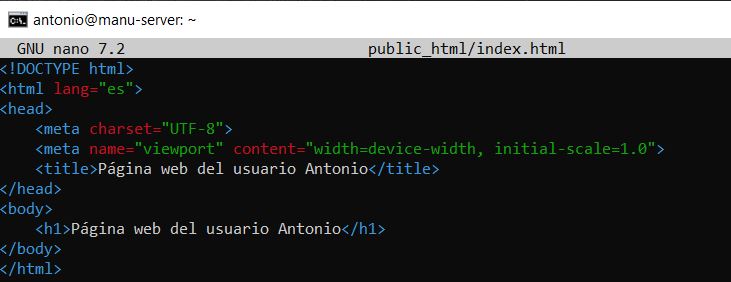 antonio@manu-server: ~
GNU nano 7.2 public_html/index.html
<!DOCTYPE html>
<html lang="es">
<head>
    <meta charset="UTF-8">
    <meta name="viewport" content="width=device-width, initial-scale=1.0">
    <title>Página web del usuario Antonio</title>
</head>
<body>
    <h1>Página web del usuario Antonio</h1>
</body>
</html>